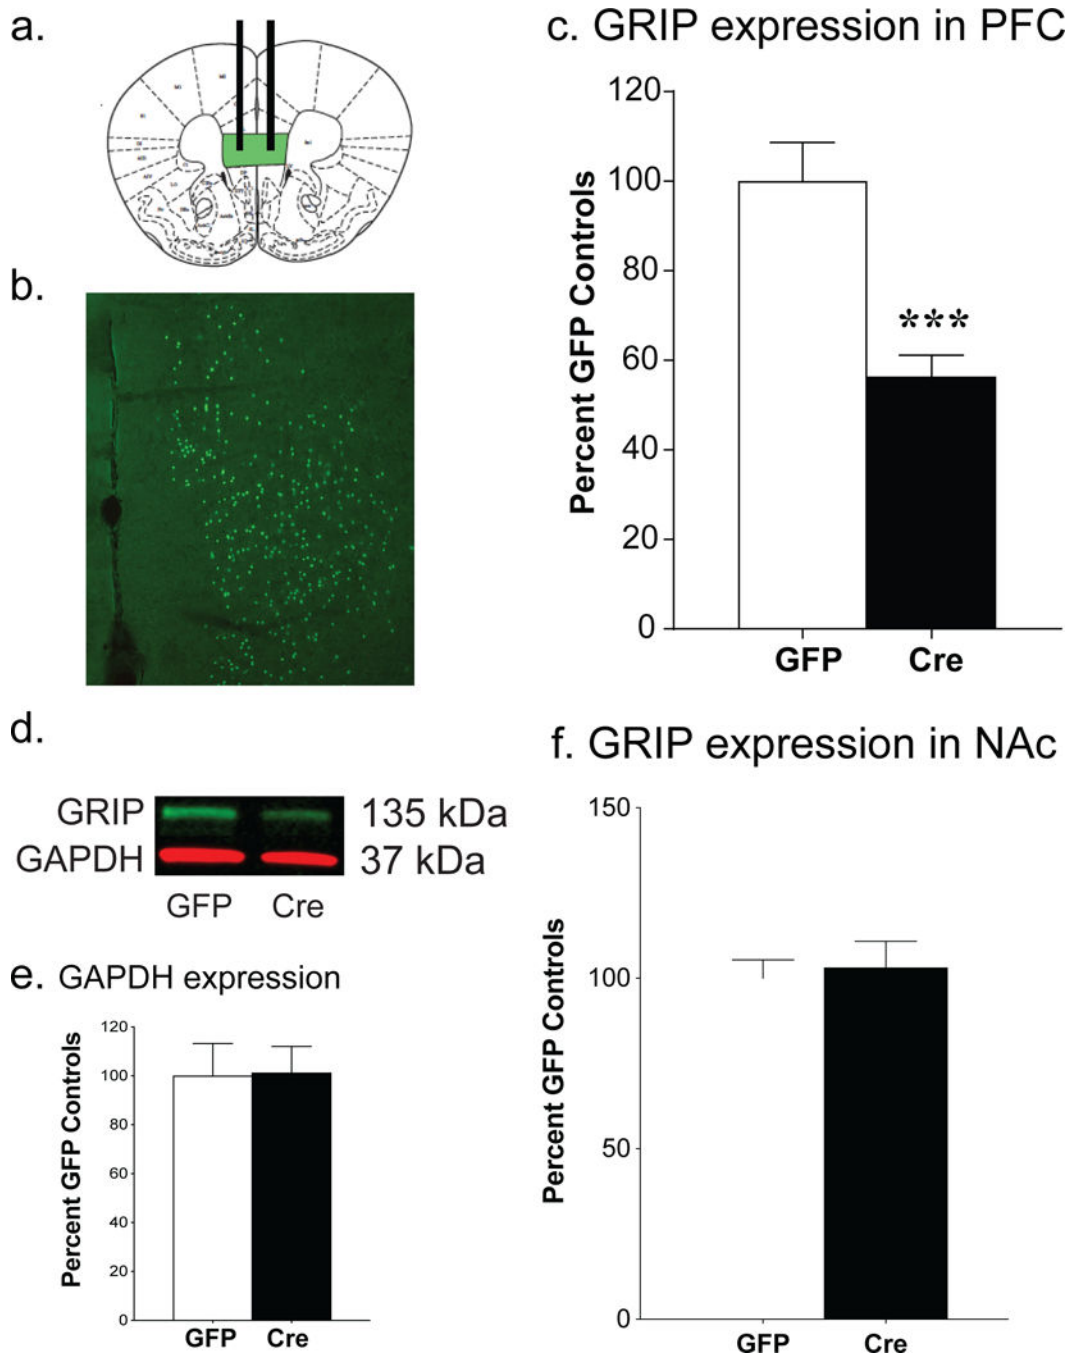 a.
b.
c. GRIP expression in PFC
Percent GFP Controls
120
100
80
60
40
20
0
***
GFP
Cre
d.
GRIP
135 kDa
GAPDH
37 kDa
GFP
Cre
e. GAPDH expression
Percent GFP Controls
120
100
80
60
40
20
0
GFP
Cre
f. GRIP expression in NAc
Percent GFP Controls
150
100
50
0
GFP
Cre